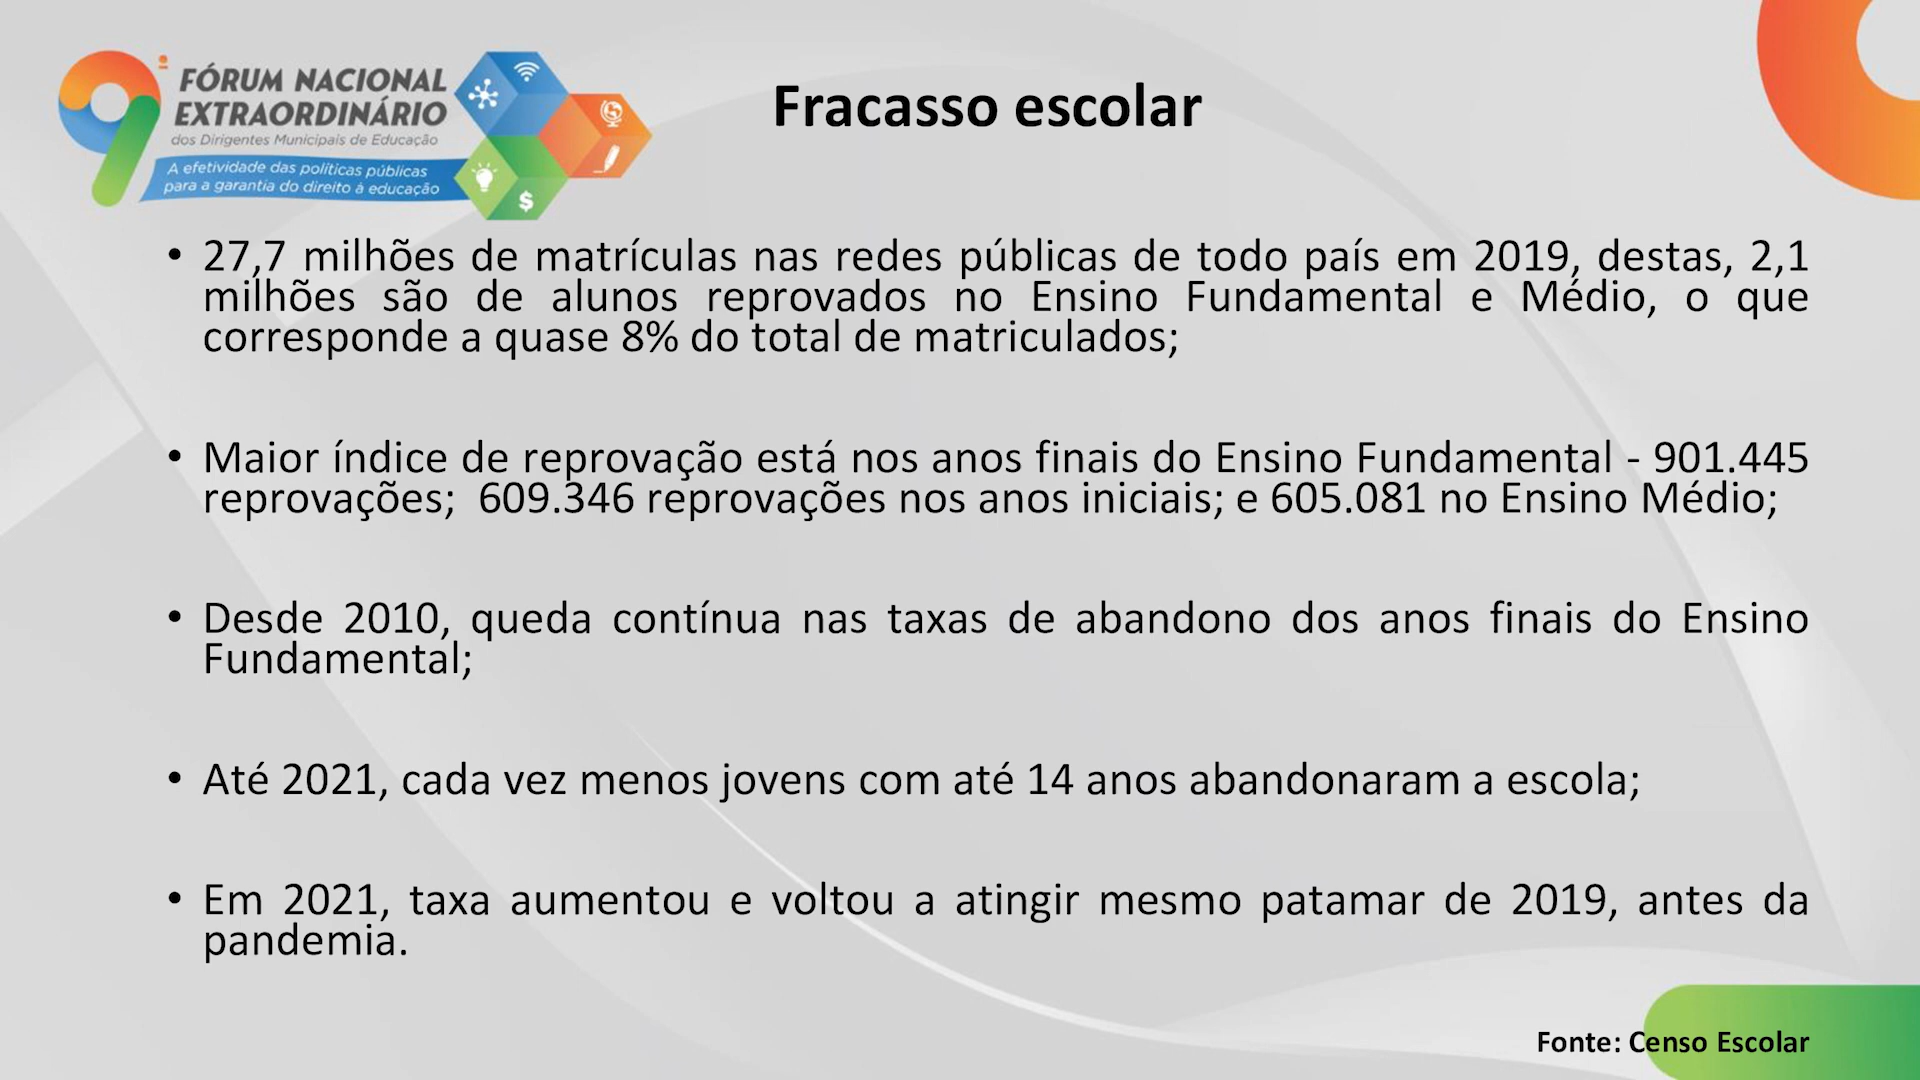 9º
FÓRUM NACIONAL
EXTRAORDINÁRIO
dos Dirigentes Municipais de Educação
A efetividade das políticas públicas
para a garantia do direito à educação
$
Fracasso escolar
• 27,7 milhões de matrículas nas redes públicas de todo país em 2019, destas, 2,1
milhões são de alunos reprovados no Ensino Fundamental e Médio, o que
corresponde a quase 8% do total de matriculados;
• Maior índice de reprovação está nos anos finais do Ensino Fundamental - 901.445
reprovações; 609.346 reprovações nos anos iniciais; e 605.081 no Ensino Médio;
• Desde 2010, queda contínua nas taxas de abandono dos anos finais do Ensino
Fundamental;
• Até 2021, cada vez menos jovens com até 14 anos abandonaram a escola;
• Em 2021, taxa aumentou e voltou a atingir mesmo patamar de 2019, antes da
pandemia.
Fonte: Censo Escolar